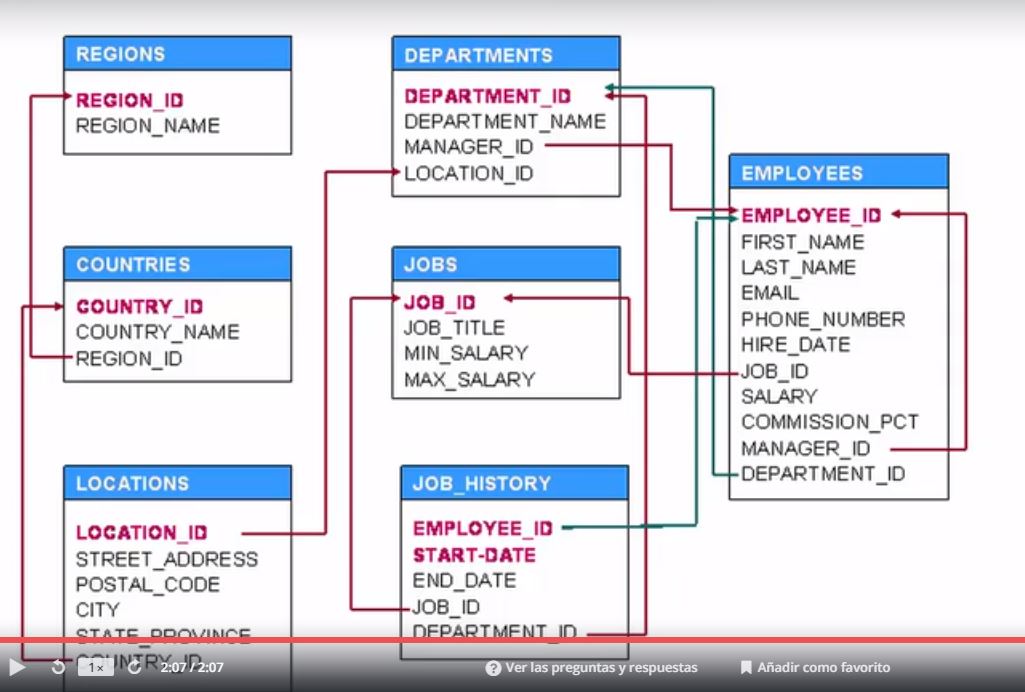 REGIONS
REGION_ID
REGION_NAME
DEPARTMENTS
DEPARTMENT_ID
DEPARTMENT_NAME
MANAGER_ID
LOCATION_ID
EMPLOYEES
EMPLOYEE_ID
FIRST_NAME
LAST_NAME
EMAIL
PHONE_NUMBER
HIRE_DATE
JOB_ID
SALARY
COMMISSION_PCT
MANAGER_ID
DEPARTMENT_ID
COUNTRIES
COUNTRY_ID
COUNTRY_NAME
REGION_ID
JOBS
JOB_ID
JOB_TITLE
MIN_SALARY
MAX_SALARY
LOCATIONS
LOCATION_ID
STREET_ADDRESS
POSTAL_CODE
CITY
STATE_PROVINCE
COUNTRY_ID
JOB_HISTORY
EMPLOYEE_ID
START-DATE
END_DATE
JOB_ID
DEPARTMENT_ID
1x
2:07 / 2:07
? Ver las preguntas y respuestas
Añadir como favorito